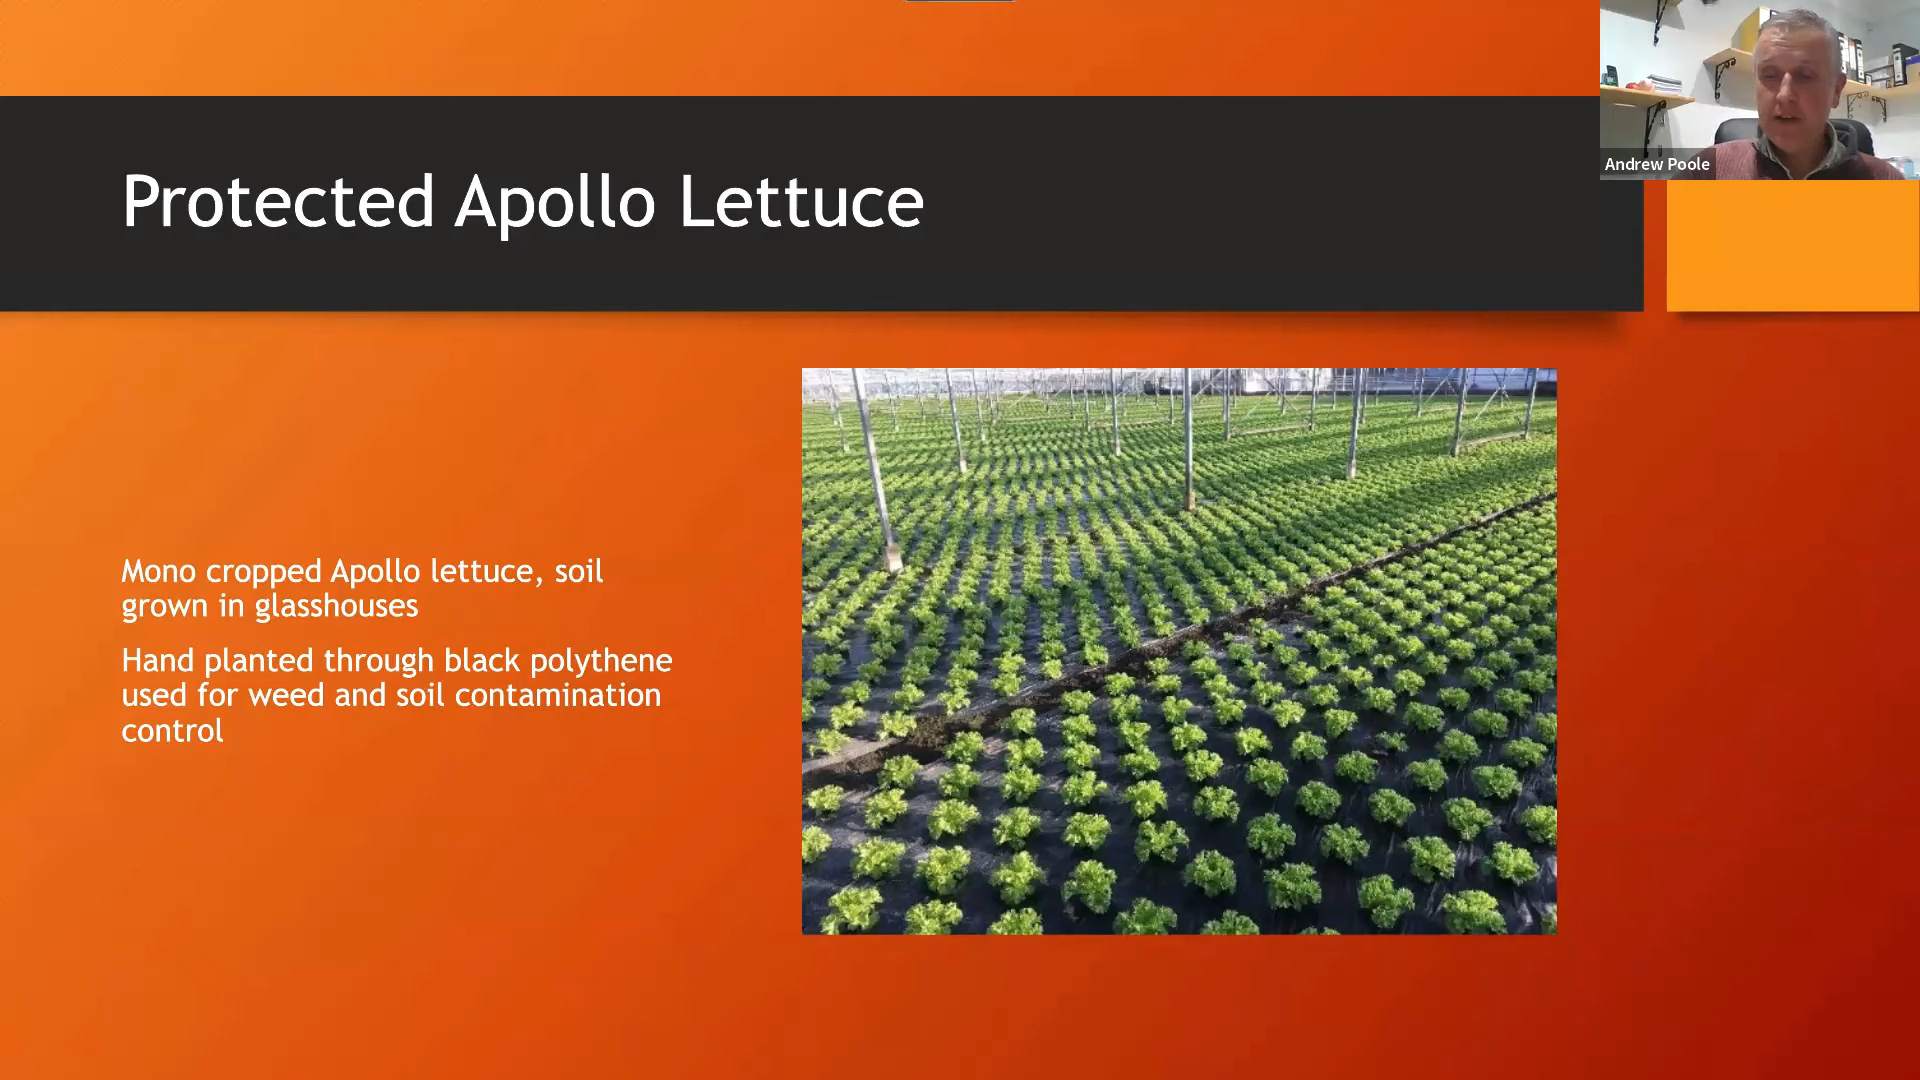 Andrew Poole
Protected Apollo Lettuce
Mono cropped Apollo lettuce, soil
grown in glasshouses
Hand planted through black polythene
used for weed and soil contamination
control